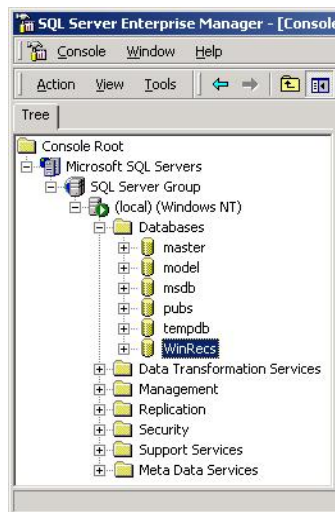 SQL Server Enterprise Manager - [Console
Console Window Help
Action View Tools
Tree
Console Root
Microsoft SQL Servers
SQL Server Group
(local) (Windows NT)
Databases
master
model
msdb
pubs
tempdb
WinRecs
Data Transformation Services
Management
Replication
Security
Support Services
Meta Data Services